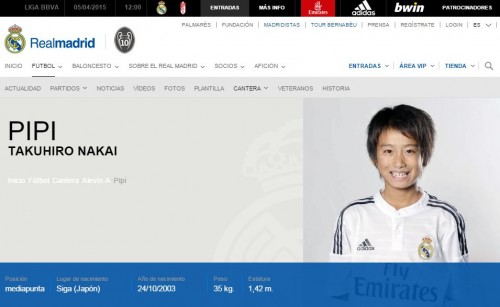 LIGA BBVA 05/04/2015 12:00 ENTRADAS MÁS INFO Fly Emirates adidas bwin PATROCINADORES
PALMARÉS | FUNDACIÓN | MADRIDISTAS | TOUR BERNABÉU | PRENSA | REGÍSTRATE | LOGIN | ES
Realmadrid 10
INICIO FUTBOL BALONCESTO SOBRE EL REAL MADRID SOCIOS AFICIÓN ENTRADAS ÁREA VIP TIENDA
ACTUALIDAD PARTIDOS NOTICIAS VÍDEOS FOTOS PLANTILLA CANTERA VETERANOS HISTORIA
PIPI
TAKUHIRO NAKAI
Inicio Fútbol Cantera Alevín A Pipi
adidas
Fly
Emirates
Posición Lugar de nacimiento Año de nacimiento Peso Estatura
mediapunta Siga (Japón) 24/10/2003 35 kg. 1,42 m.